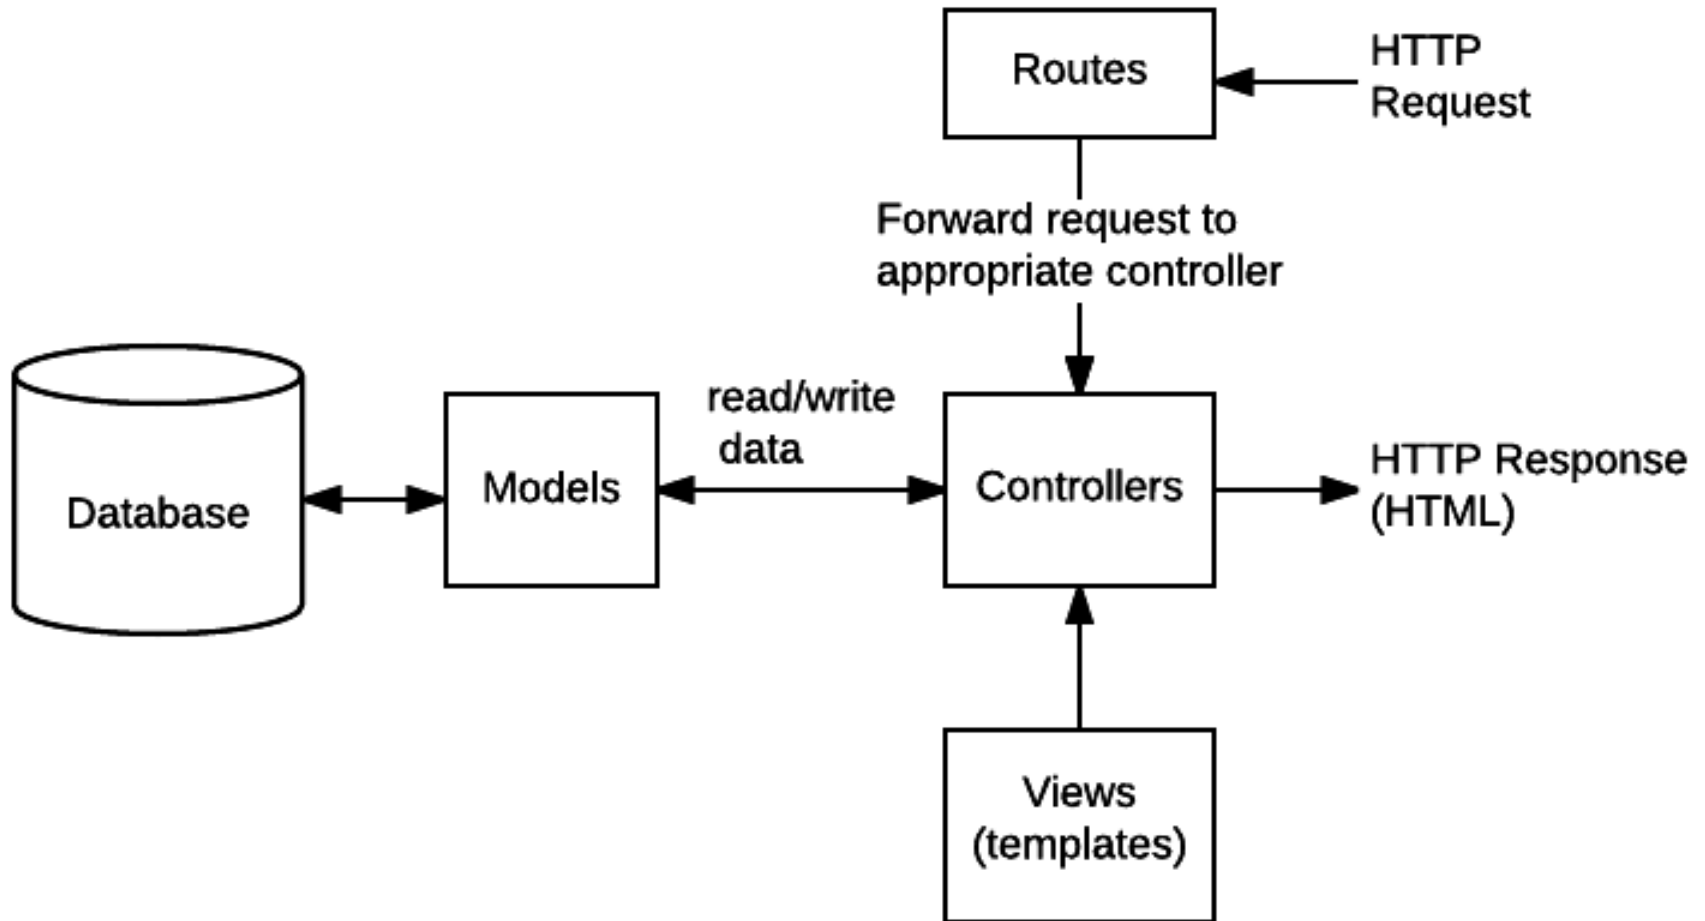 Routes
HTTP
Request
Forward request to
appropriate controller
read/write
data
Database
Models
Controllers
HTTP Response
(HTML)
Views
(templates)